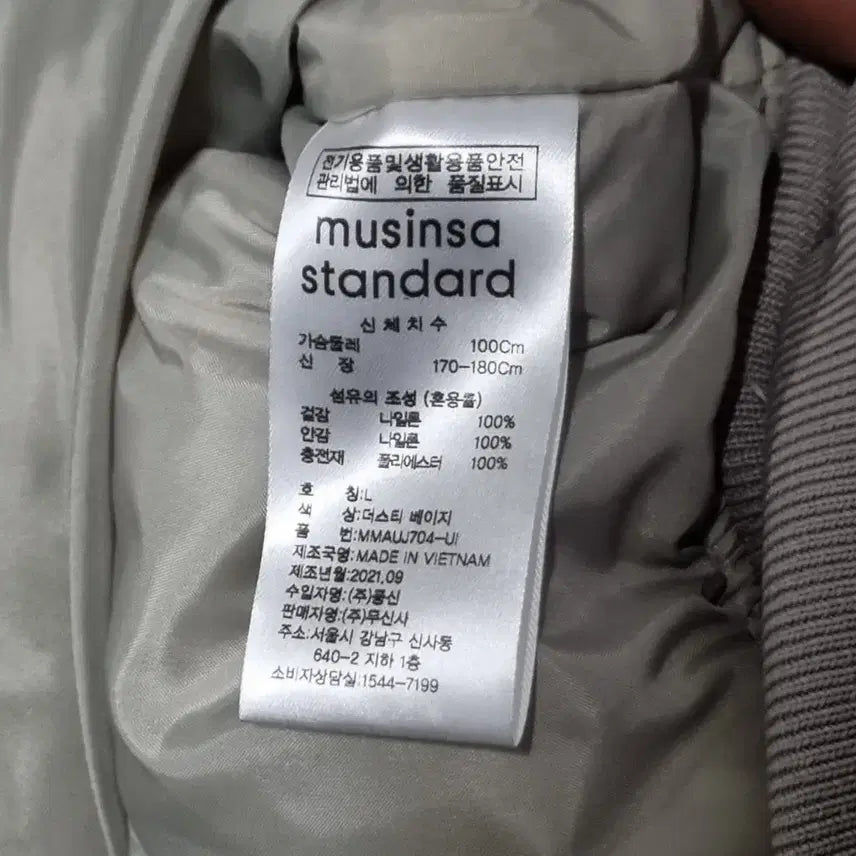 전기용품및생활용품안전
관리법에 의한 품질표시
musinsa
standard
신체치수
가슴둘레 100Cm
신 장 170-180Cm
섬유의 조성 (혼용률)
겉감 나일론 100%
안감 나일론 100%
충전재 폴리에스터 100%
호 칭:L
색 상:더스티 베이지
품 번:MMAUJ704-UI
제조국명:MADE IN VIETNAM
제조년월:2021.09
수입자명:(주)풍신
판매자명:(주)무신사
주소:서울시 강남구 신사동
640-2 지하 1층
소비자상담실:1544-7199